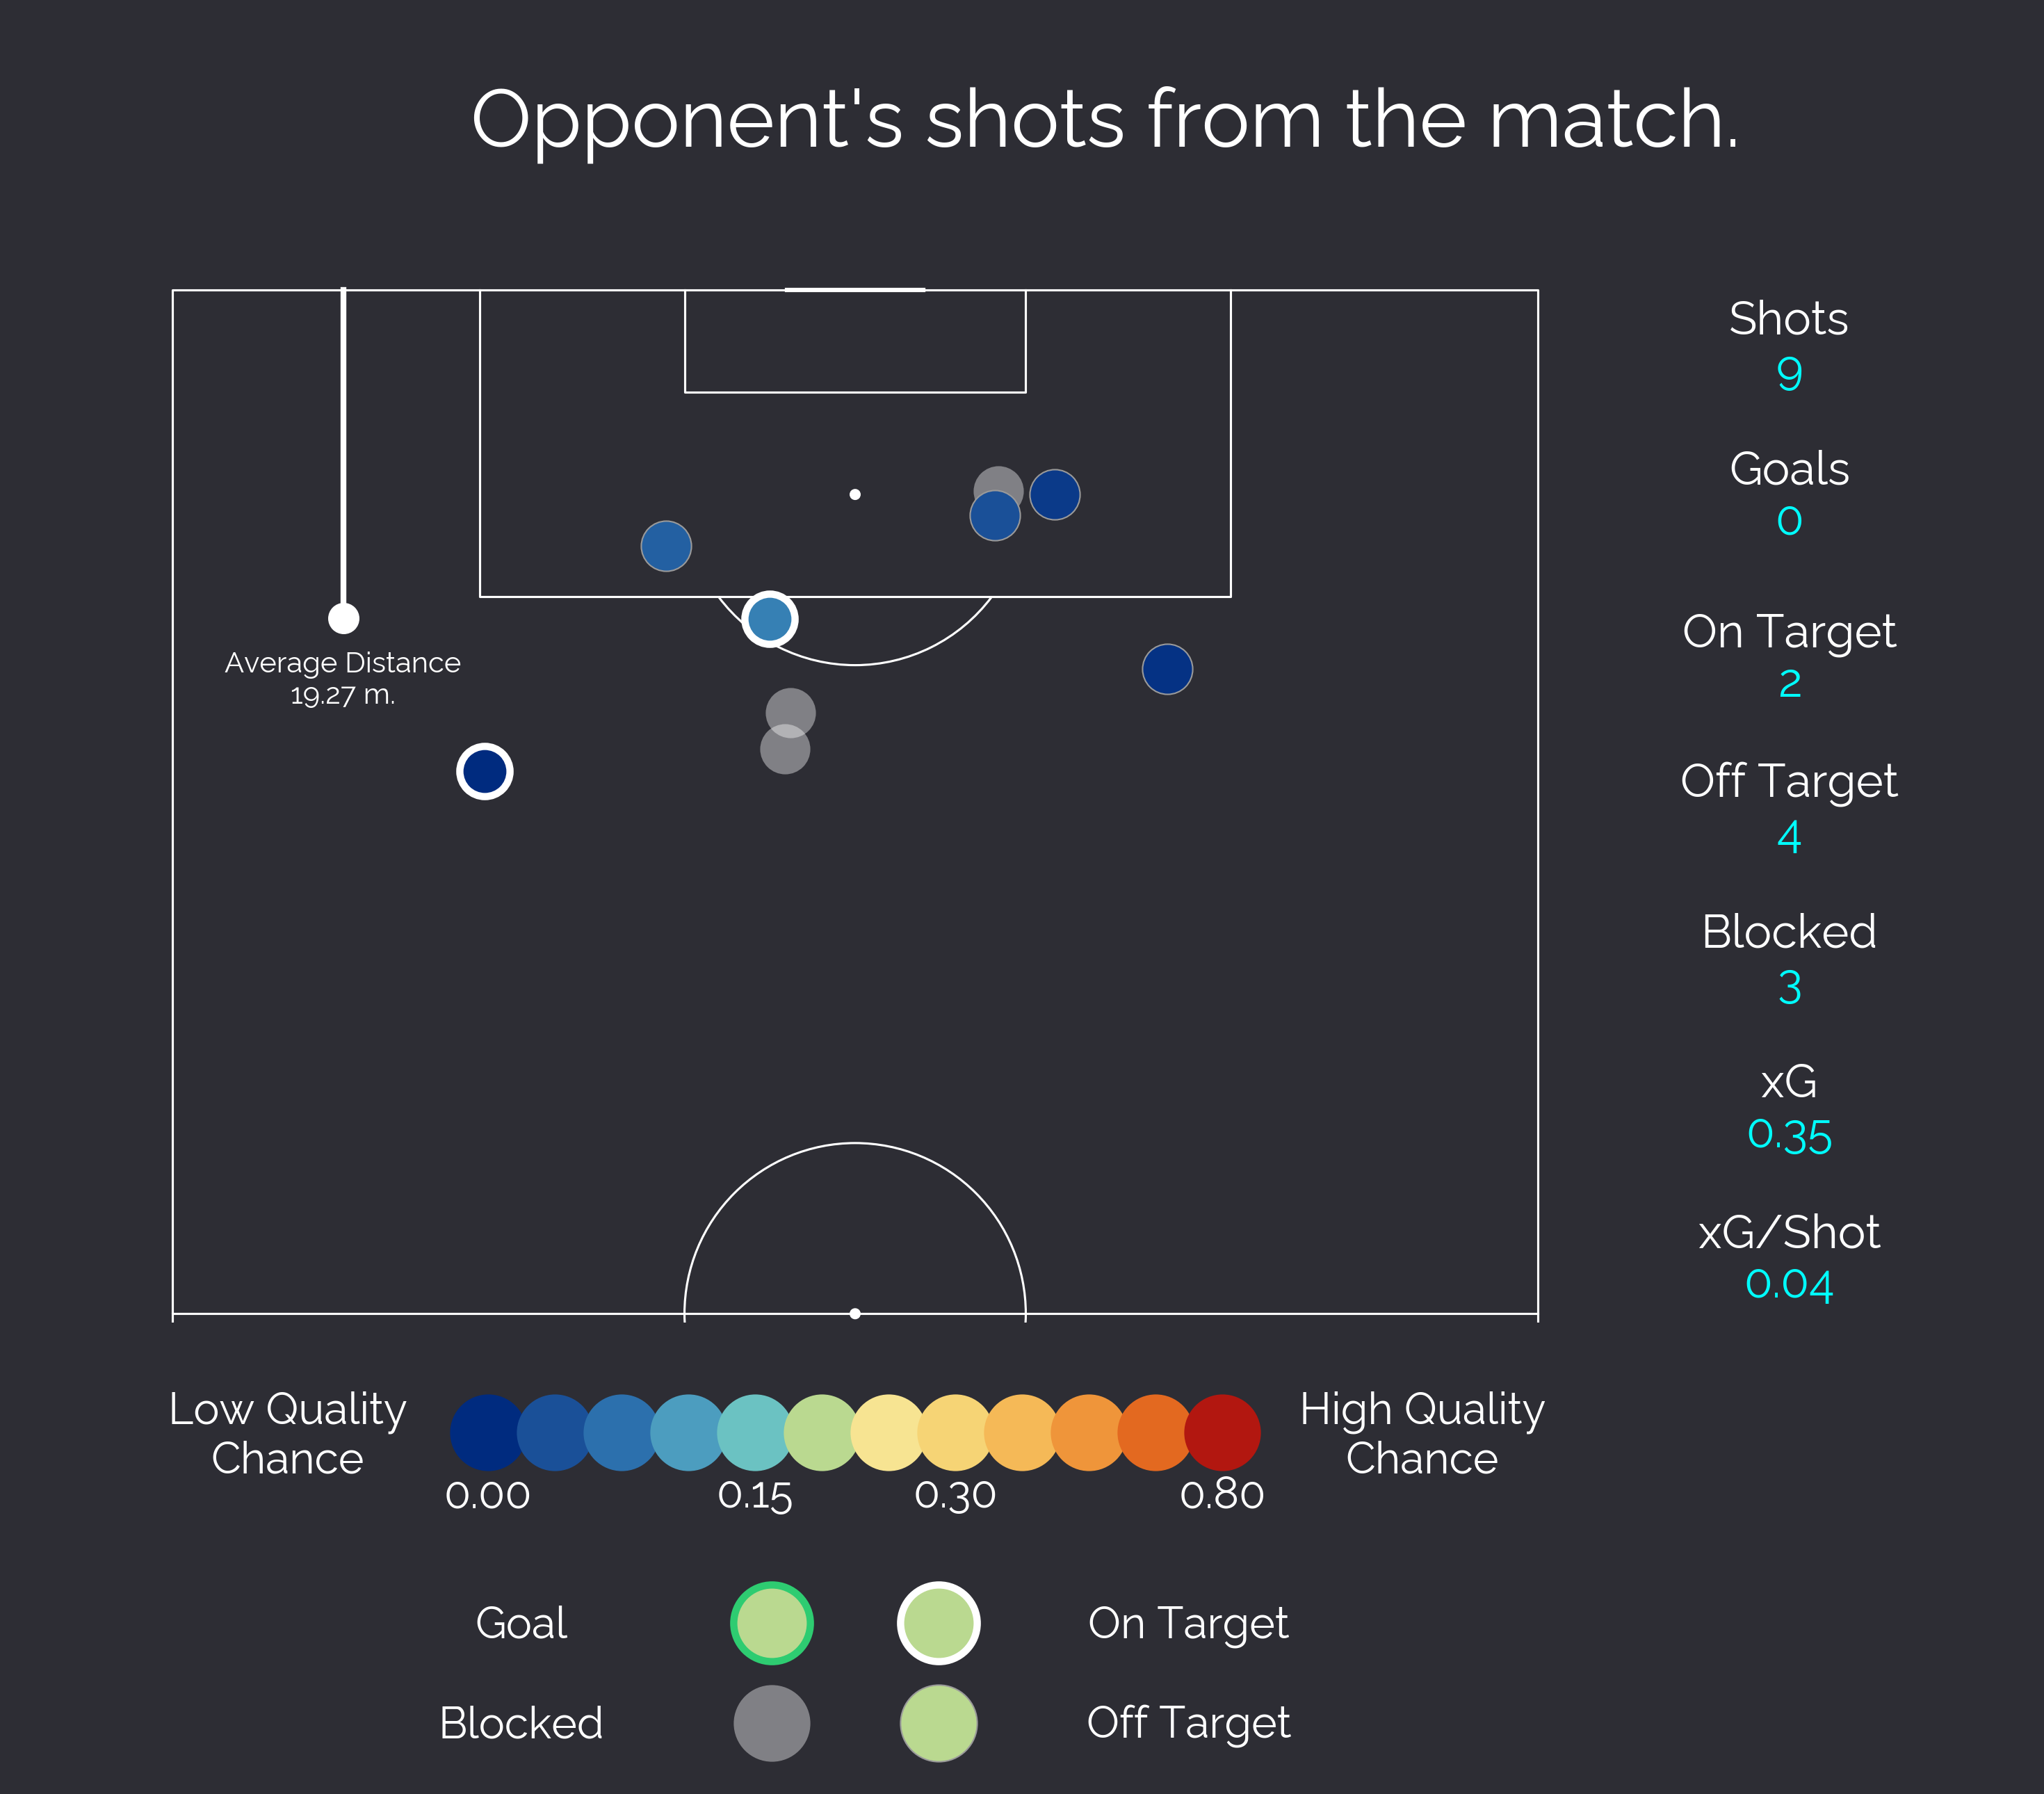 Opponent's shots from the match.
Average Distance
19.27 m.
Shots
9
Goals
0
On Target
2
Off Target
4
Blocked
3
xG
0.35
xG/Shot
0.04
Low Quality
Chance
High Quality
Chance
0.00 0.15 0.30 0.80
Goal On Target
Blocked Off Target